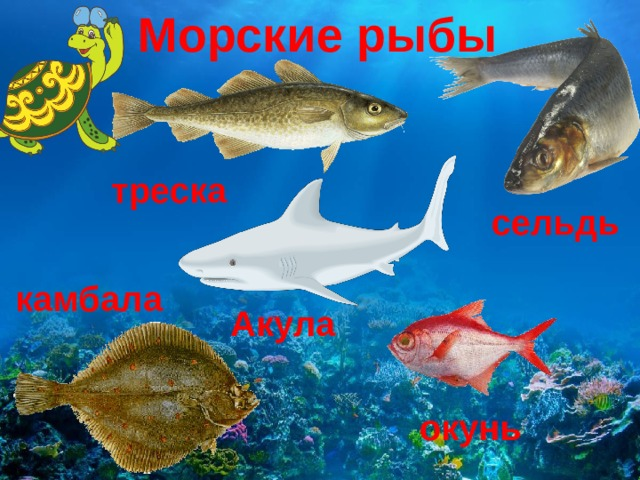 Морские рыбы
треска
сельдь
камбала
Акула
окунь